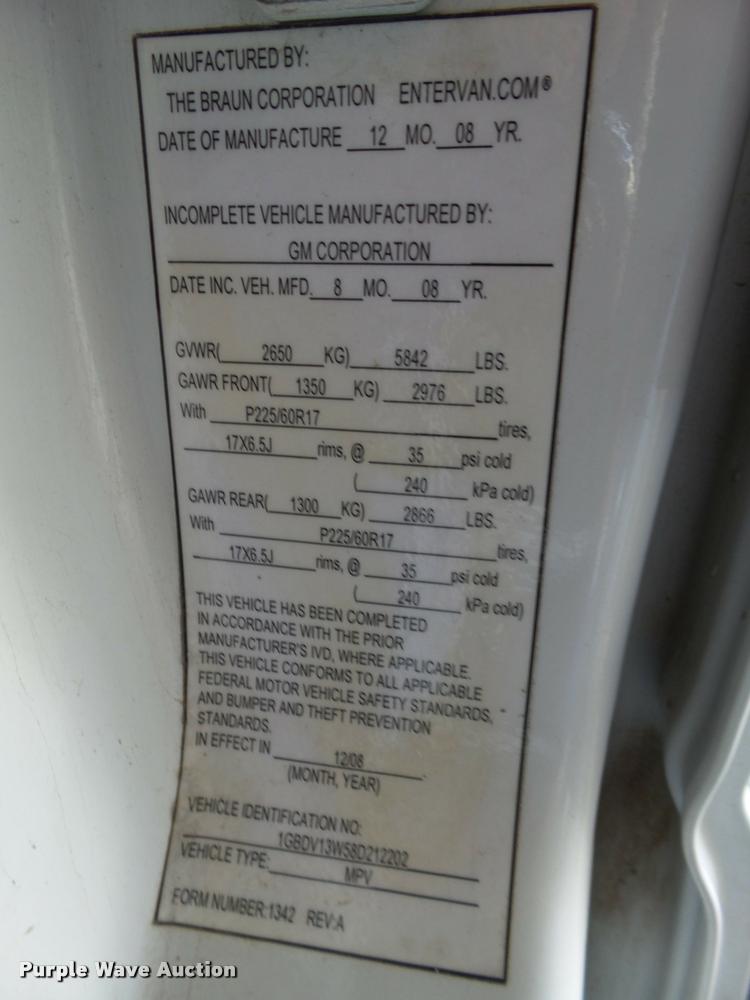 MANUFACTURED BY:
THE BRAUN CORPORATION ENTERVAN.COM®
DATE OF MANUFACTURE 12 MO. 08 YR.
INCOMPLETE VEHICLE MANUFACTURED BY:
GM CORPORATION
DATE INC. VEH. MFD. 8 MO. 08 YR.
GVWR( 2650 KG) 5842 LBS.
GAWR FRONT( 1350 KG) 2976 LBS.
With P225/60R17 tires,
17X6.5J rims, @ 35 psi cold
( 240 kPa cold)
GAWR REAR( 1300 KG) 2866 LBS.
With P225/60R17 tires,
17X6.5J rims, @ 35 psi cold
( 240 kPa cold)
THIS VEHICLE HAS BEEN COMPLETED
IN ACCORDANCE WITH THE PRIOR
MANUFACTURER'S IVD, WHERE APPLICABLE.
THIS VEHICLE CONFORMS TO ALL APPLICABLE
FEDERAL MOTOR VEHICLE SAFETY STANDARDS,
AND BUMPER AND THEFT PREVENTION
STANDARDS.
IN EFFECT IN 12/08
(MONTH, YEAR)
VEHICLE IDENTIFICATION NO:
1GBDV13W58D212202
VEHICLE TYPE: MPV
FORM NUMBER:1342 REV:A
Purple Wave Auction